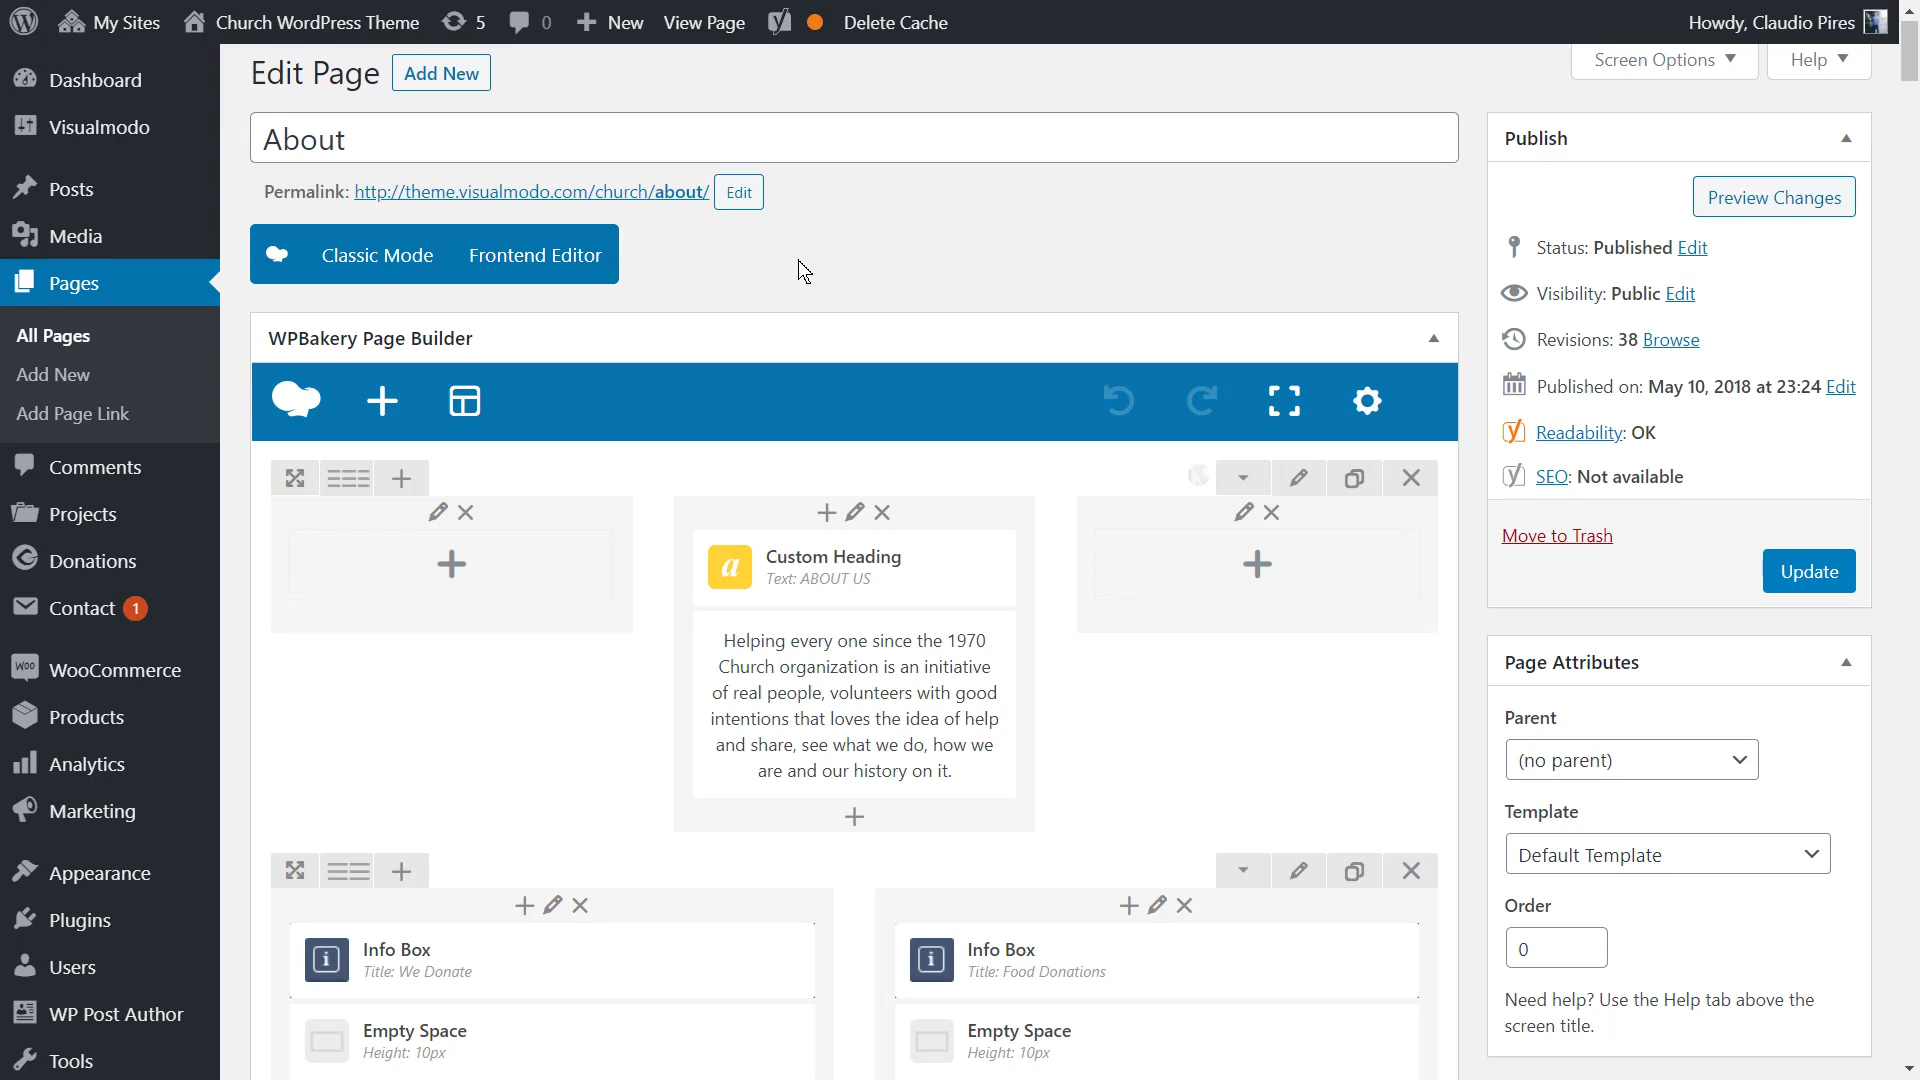 My Sites
Church WordPress Theme
5
0
New
View Page
Delete Cache
Howdy, Claudio Pires
Dashboard
Visualmodo
Posts
Media
Pages
All Pages
Add New
Add Page Link
Comments
Projects
Donations
Contact 1
WooCommerce
Products
Analytics
Marketing
Appearance
Plugins
Users
WP Post Author
Tools
Edit Page
Add New
Screen Options
Help
About
Permalink: http://theme.visualmodo.com/church/about/ Edit
Classic Mode
Frontend Editor
WPBakery Page Builder
Custom Heading
Text: ABOUT US
Helping every one since the 1970
Church organization is an initiative
of real people, volunteers with good
intentions that loves the idea of help
and share, see what we do, how we
are and our history on it.
Info Box
Title: We Donate
Empty Space
Height: 10px
Info Box
Title: Food Donations
Empty Space
Height: 10px
Publish
Preview Changes
Status: Published Edit
Visibility: Public Edit
Revisions: 38 Browse
Published on: May 10, 2018 at 23:24 Edit
Readability: OK
SEO: Not available
Move to Trash
Update
Page Attributes
Parent
(no parent)
Template
Default Template
Order
0
Need help? Use the Help tab above the
screen title.